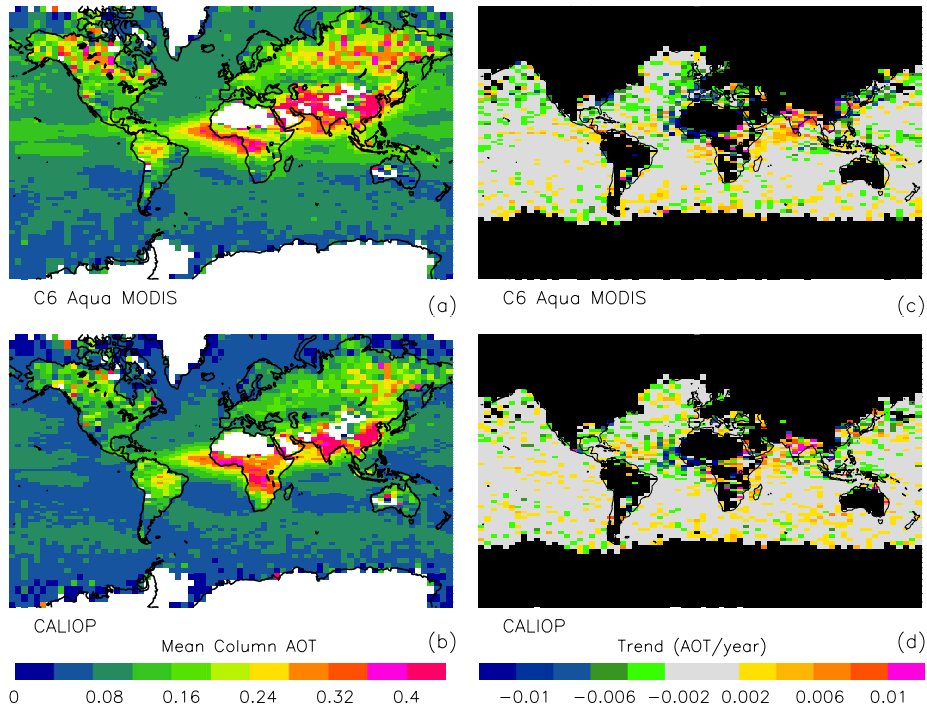 C6 Aqua MODIS (a)
C6 Aqua MODIS (c)
CALIOP (b)
CALIOP (d)
Mean Column AOT
0 0.08 0.16 0.24 0.32 0.4
Trend (AOT/year)
−0.01 −0.006 −0.002 0.002 0.006 0.01